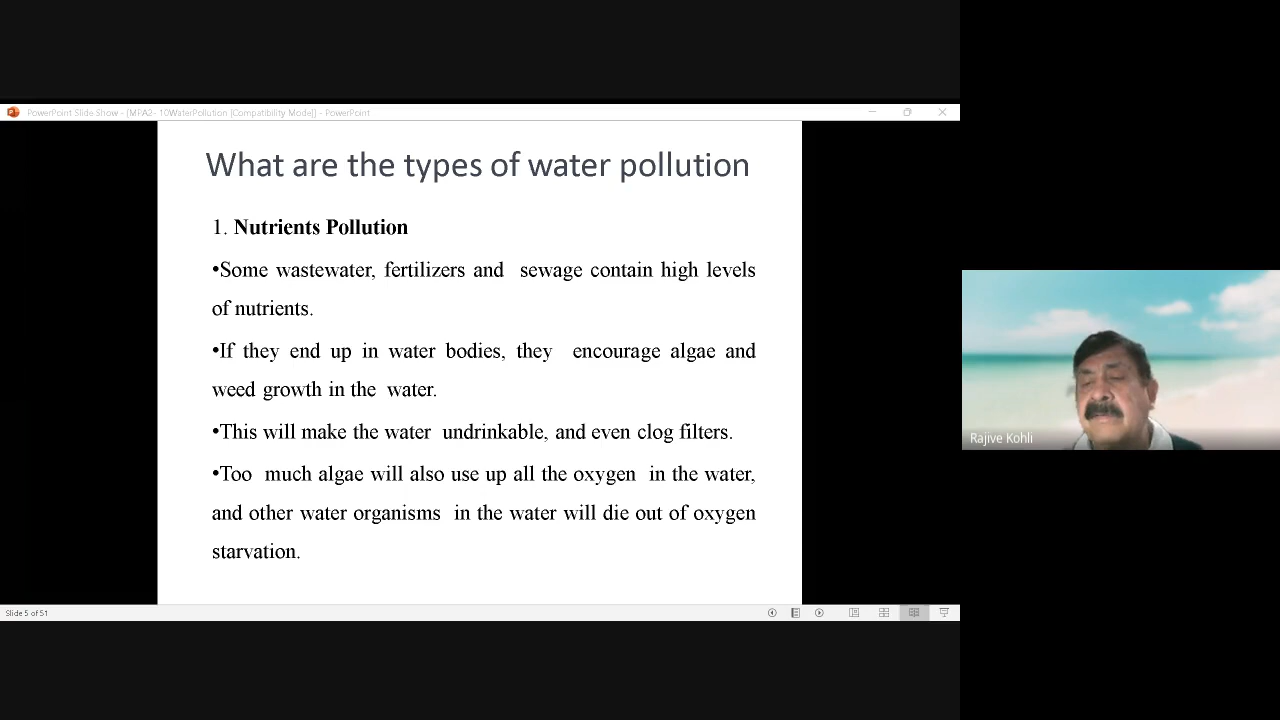 PowerPoint Slide Show - [MPA2- 10WaterPollution [Compatibility Mode]] - PowerPoint
What are the types of water pollution
1. Nutrients Pollution
•Some wastewater, fertilizers and sewage contain high levels
of nutrients.
•If they end up in water bodies, they encourage algae and
weed growth in the water.
•This will make the water undrinkable, and even clog filters.
•Too much algae will also use up all the oxygen in the water,
and other water organisms in the water will die out of oxygen
starvation.
Rajive Kohli
Slide 5 of 51